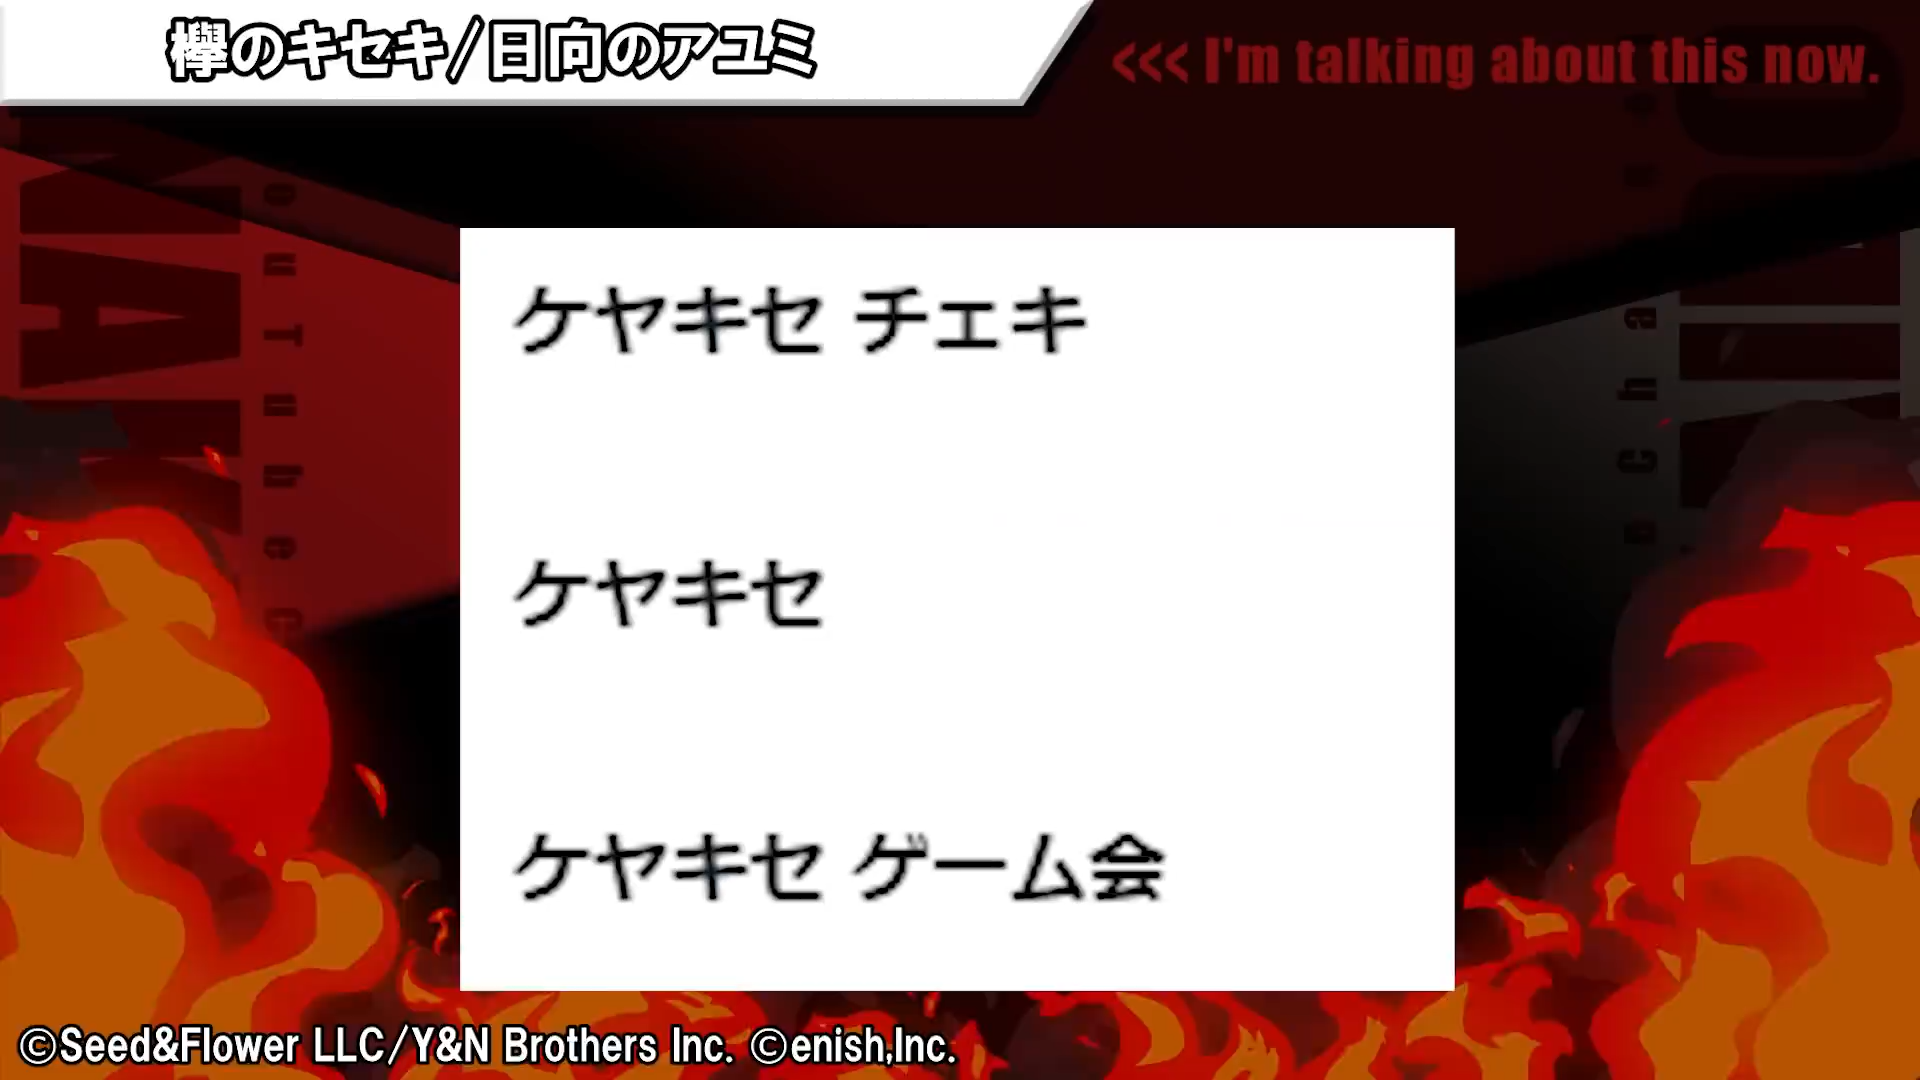 欅のキセキ/日向のアユミ
<<< I'm talking about this now.
ケヤキセ チェキ
ケヤキセ
ケヤキセ ゲーム会
©Seed&Flower LLC/Y&N Brothers Inc. ©enish,Inc.